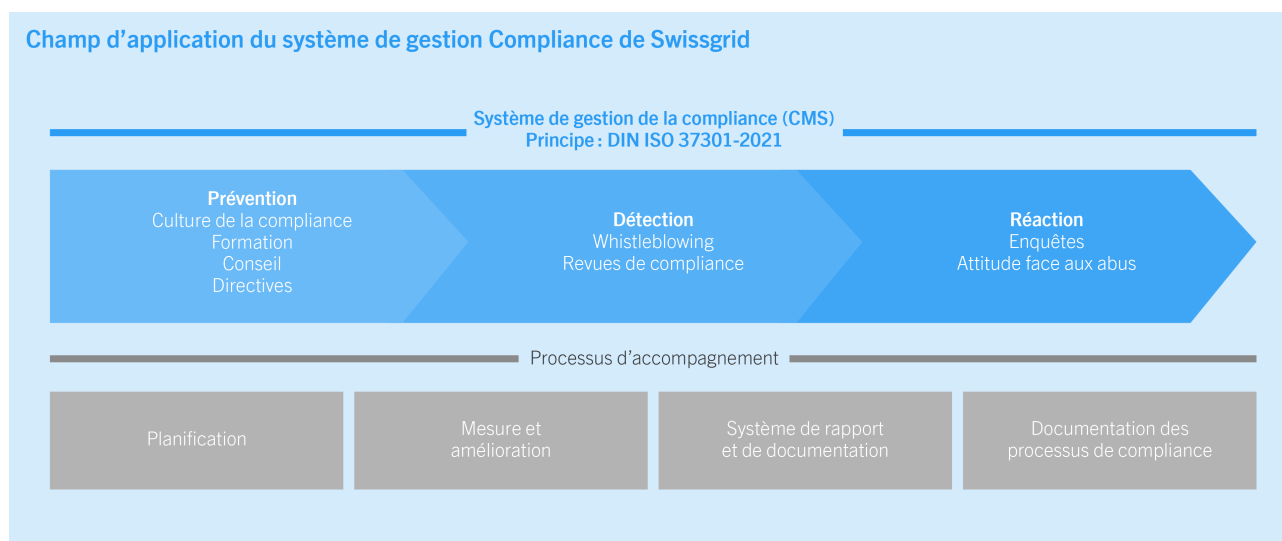 Champ d’application du système de gestion Compliance de Swissgrid
Système de gestion de la compliance (CMS)
Principe : DIN ISO 37301-2021
Prévention
Culture de la compliance
Formation
Conseil
Directives
Détection
Whistleblowing
Revues de compliance
Réaction
Enquêtes
Attitude face aux abus
Processus d’accompagnement
Planification
Mesure et
amélioration
Système de rapport
et de documentation
Documentation des
processus de compliance